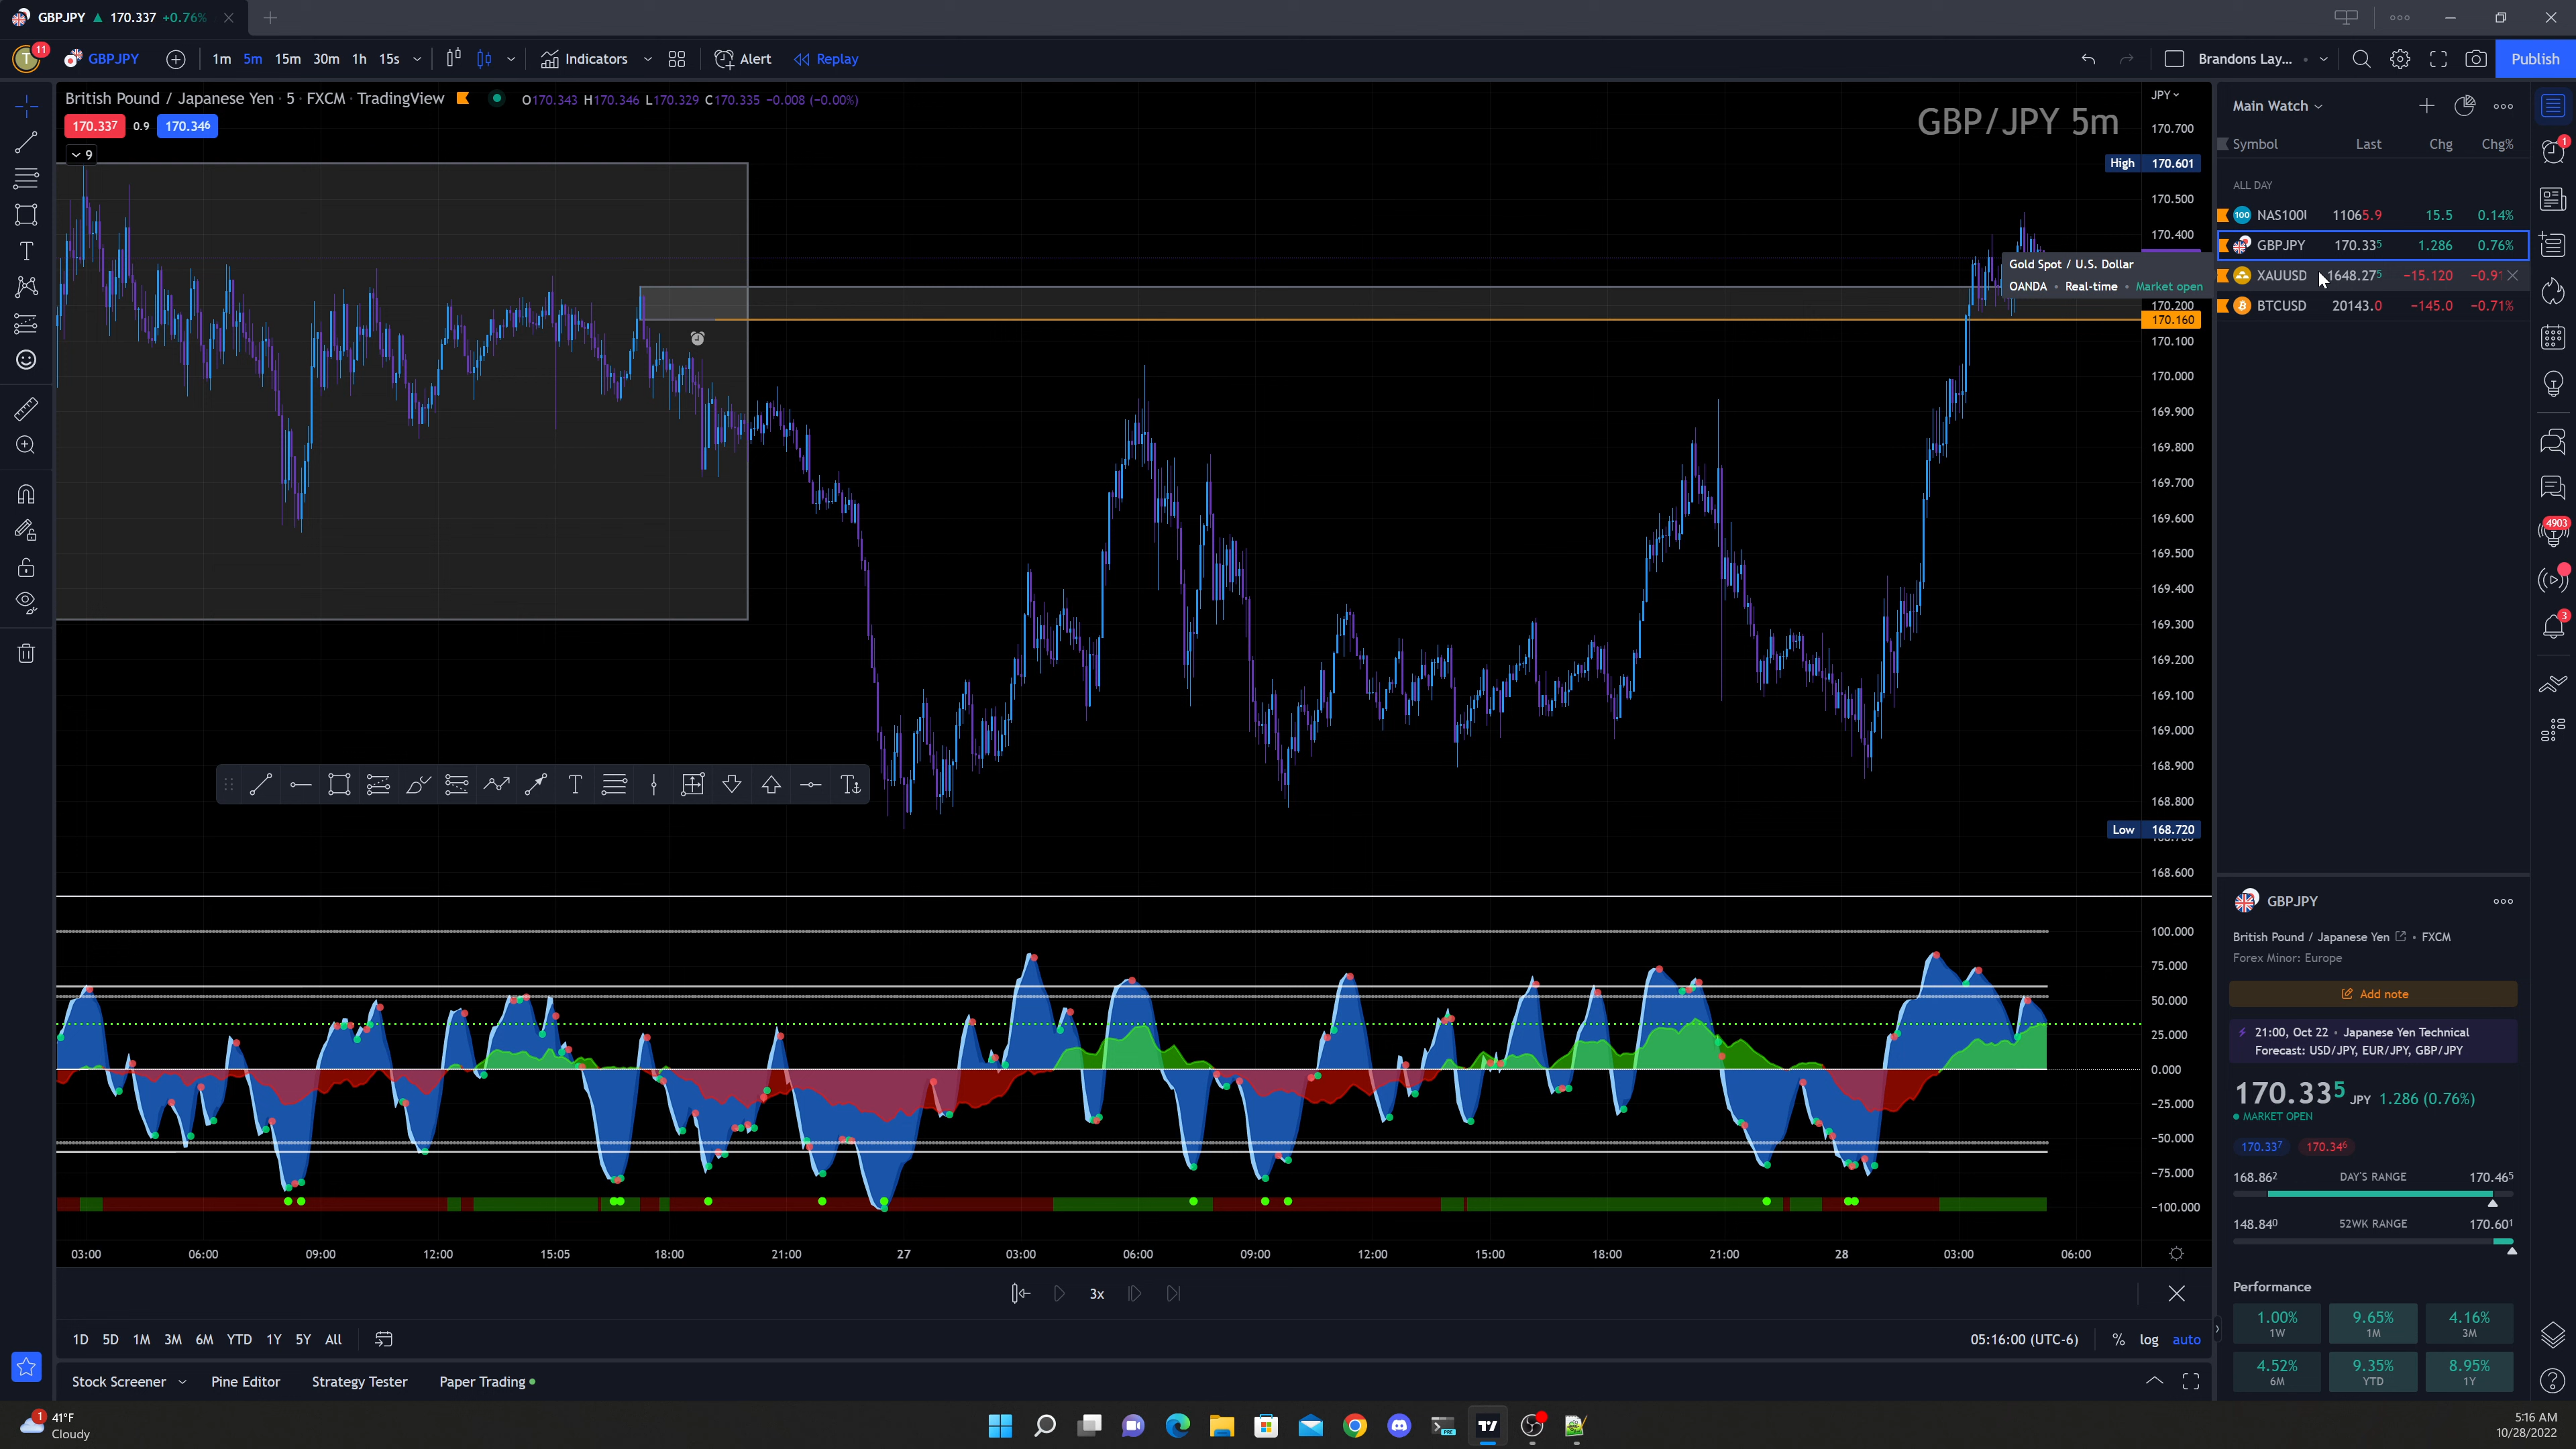 GBPJPY ▲ 170.337 +0.76%
T 11 GBPJPY 1m 5m 15m 30m 1h 15s Indicators Alert Replay Brandons Lay... Publish
British Pound / Japanese Yen · 5 · FXCM · TradingView O170.343 H170.346 L170.329 C170.335 -0.008 (-0.00%)
170.337 0.9 170.346
9
GBP/JPY 5m
JPY
170.700
High 170.601
170.500
170.400
170.200
170.160
170.100
170.000
169.900
169.800
169.700
169.600
169.500
169.400
169.300
169.200
169.100
169.000
168.900
168.800
Low 168.720
168.600
Gold Spot / U.S. Dollar
OANDA • Real-time • Market open
100.000
75.000
50.000
25.000
0.000
-25.000
-50.000
-75.000
-100.000
03:00 06:00 09:00 12:00 15:05 18:00 21:00 27 03:00 06:00 09:00 12:00 15:00 18:00 21:00 28 03:00 06:00
3x
1D 5D 1M 3M 6M YTD 1Y 5Y All
05:16:00 (UTC-6) % log auto
Stock Screener Pine Editor Strategy Tester Paper Trading
Main Watch
Symbol Last Chg Chg%
ALL DAY
100 NAS100 11065.9 15.5 0.14%
GBPJPY 170.335 1.286 0.76%
XAUUSD 1648.275 -15.120 -0.91
BTCUSD 20143.0 -145.0 -0.71%
1
4903
3
GBPJPY
British Pound / Japanese Yen • FXCM
Forex Minor: Europe
Add note
21:00, Oct 22 • Japanese Yen Technical
Forecast: USD/JPY, EUR/JPY, GBP/JPY
170.335 JPY 1.286 (0.76%)
MARKET OPEN
170.337 170.346
168.862 DAY'S RANGE 170.465
148.840 52WK RANGE 170.601
Performance
1.00% 9.65% 4.16%
1W 1M 3M
4.52% 9.35% 8.95%
6M YTD 1Y
1 41°F
Cloudy
PRE
5:16 AM
10/28/2022